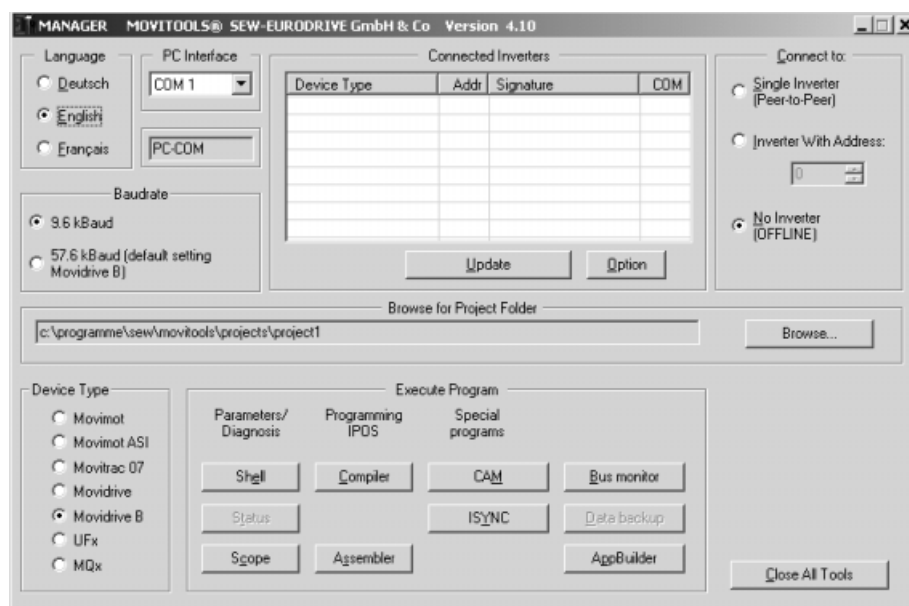 MANAGER MOVITOOLS® SEW-EURODRIVE GmbH & Co Version 4.10
Language
Deutsch
English
Français
PC Interface
COM 1
PC-COM
Baudrate
9.6 kBaud
57.6 kBaud (default setting
Movidrive B)
Connected Inverters
Device Type Addr Signature COM
Update Option
Connect to:
Single Inverter
(Peer-to-Peer)
Inverter With Address:
0
No Inverter
(OFFLINE)
Browse for Project Folder
c:\programme\sew\movitools\projects\project1
Browse...
Device Type
Movimot
Movimot ASI
Movitrac 07
Movidrive
Movidrive B
UFx
MQx
Execute Program
Parameters/
Diagnosis
Programming
IPOS
Special
programs
Shell Compiler CAM Bus monitor
Status ISYNC Data backup
Scope Assembler AppBuilder
Close All Tools